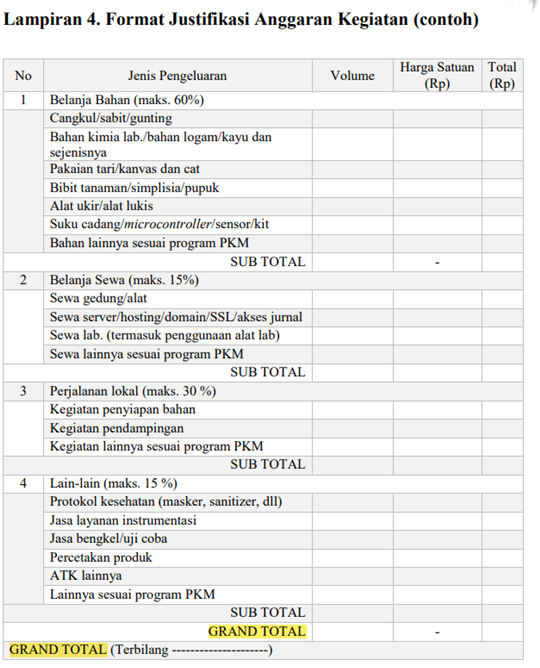 Lampiran 4. Format Justifikasi Anggaran Kegiatan (contoh)
No Jenis Pengeluaran Volume Harga Satuan (Rp) Total (Rp)
1 Belanja Bahan (maks. 60%)
Cangkul/sabit/gunting
Bahan kimia lab./bahan logam/kayu dan
sejenisnya
Pakaian tari/kanvas dan cat
Bibit tanaman/simplisia/pupuk
Alat ukir/alat lukis
Suku cadang/microcontroller/sensor/kit
Bahan lainnya sesuai program PKM
SUB TOTAL -
2 Belanja Sewa (maks. 15%)
Sewa gedung/alat
Sewa server/hosting/domain/SSL/akses jurnal
Sewa lab. (termasuk penggunaan alat lab)
Sewa lainnya sesuai program PKM
SUB TOTAL
3 Perjalanan lokal (maks. 30 %)
Kegiatan penyiapan bahan
Kegiatan pendampingan
Kegiatan lainnya sesuai program PKM
SUB TOTAL
4 Lain-lain (maks. 15 %)
Protokol kesehatan (masker, sanitizer, dll)
Jasa layanan instrumentasi
Jasa bengkel/uji coba
Percetakan produk
ATK lainnya
Lainnya sesuai program PKM
SUB TOTAL
GRAND TOTAL -
GRAND TOTAL (Terbilang ---------------------)